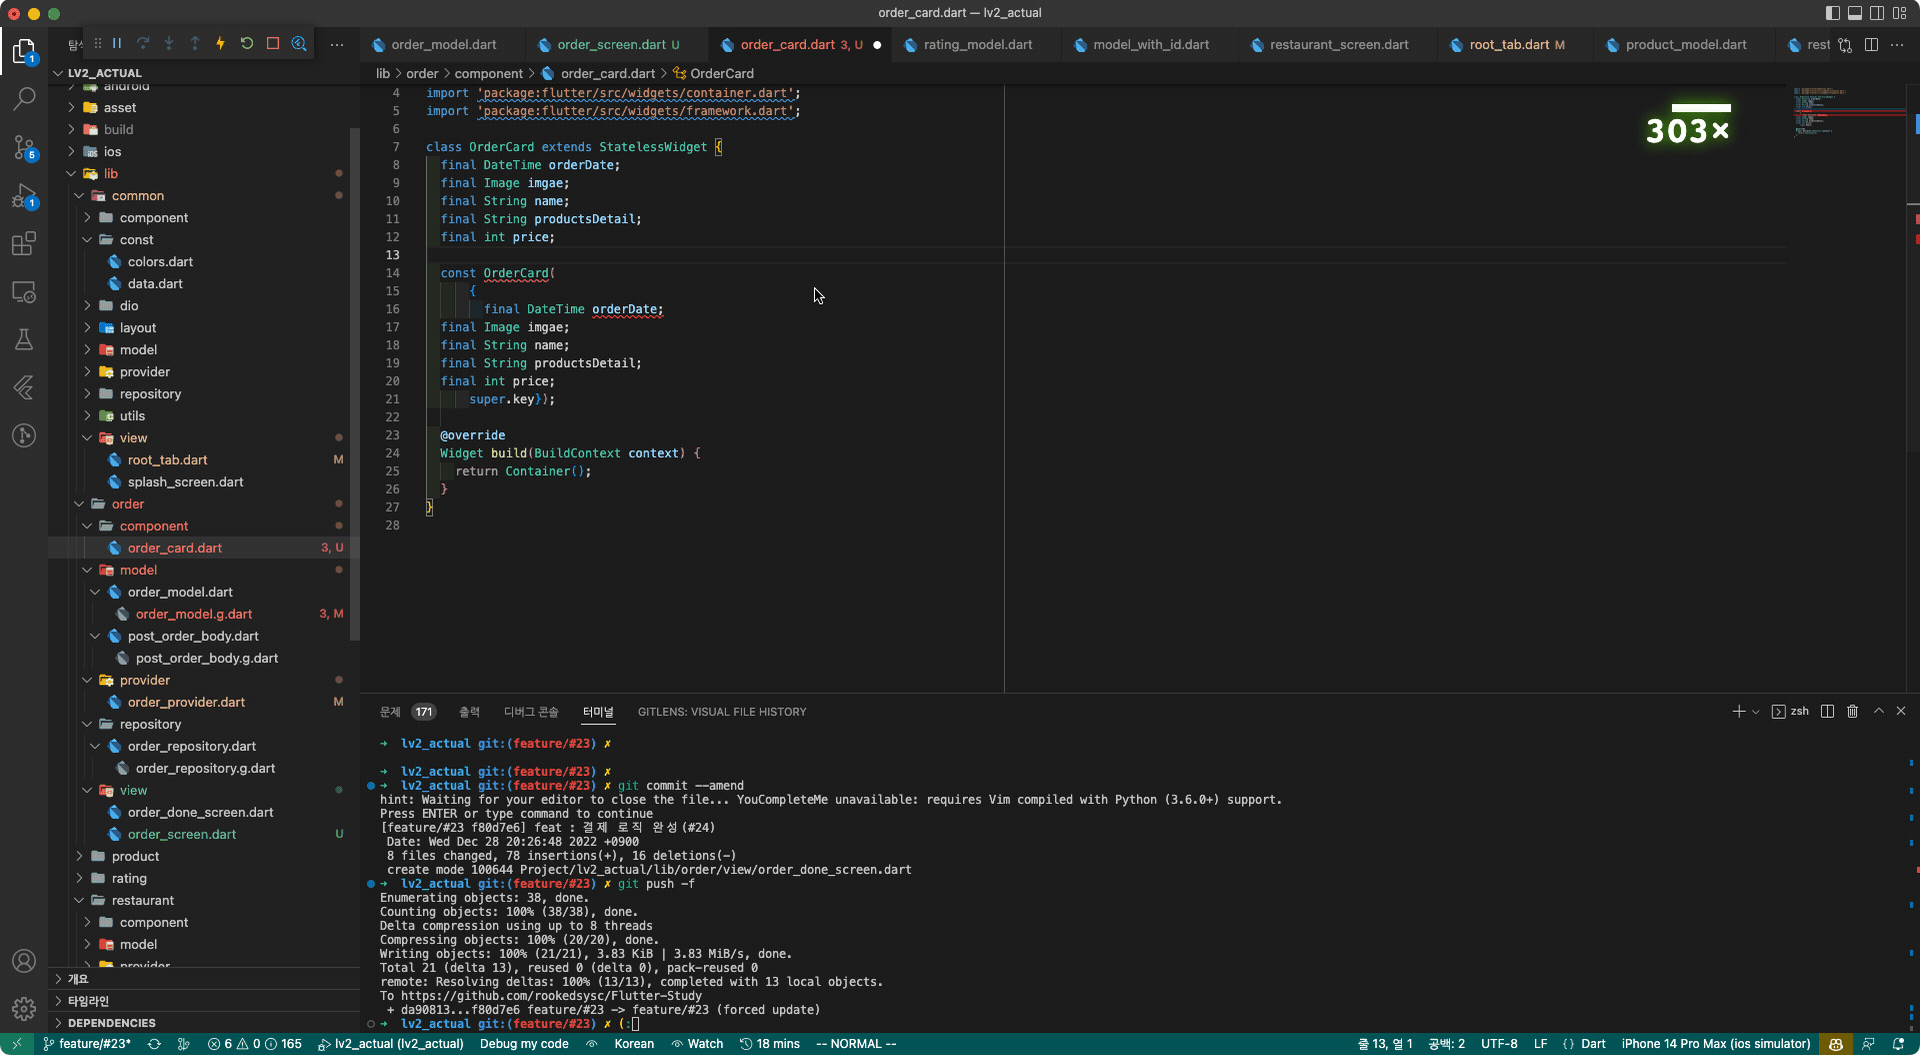 order_card.dart — lv2_actual
order_model.dart
order_screen.dart U
order_card.dart 3, U
rating_model.dart
model_with_id.dart
restaurant_screen.dart
root_tab.dart M
product_model.dart
rest
LV2_ACTUAL
lib > order > component > order_card.dart > OrderCard
android
asset
build
ios
lib
common
component
const
colors.dart
data.dart
dio
layout
model
provider
repository
utils
view
root_tab.dart M
splash_screen.dart
order
component
order_card.dart 3, U
model
order_model.dart
order_model.g.dart 3, M
post_order_body.dart
post_order_body.g.dart
provider
order_provider.dart M
repository
order_repository.dart
order_repository.g.dart
view
order_done_screen.dart
order_screen.dart U
product
rating
restaurant
component
model
provider
개요
타임라인
DEPENDENCIES
4 import 'package:flutter/src/widgets/container.dart';
5 import 'package:flutter/src/widgets/framework.dart';
6
7 class OrderCard extends StatelessWidget {
8 final DateTime orderDate;
9 final Image imgae;
10 final String name;
11 final String productsDetail;
12 final int price;
13
14 const OrderCard(
15 {
16 final DateTime orderDate;
17 final Image imgae;
18 final String name;
19 final String productsDetail;
20 final int price;
21 super.key});
22
23 @override
24 Widget build(BuildContext context) {
25 return Container();
26 }
27 }
28
303×
문제 171 출력 디버그 콘솔 터미널 GITLENS: VISUAL FILE HISTORY
zsh
➜ lv2_actual git:(feature/#23) ✗
➜ lv2_actual git:(feature/#23) ✗
➜ lv2_actual git:(feature/#23) ✗ git commit --amend
hint: Waiting for your editor to close the file... YouCompleteMe unavailable: requires Vim compiled with Python (3.6.0+) support.
Press ENTER or type command to continue
[feature/#23 f80d7e6] feat : 결제 로직 완성(#24)
Date: Wed Dec 28 20:26:48 2022 +0900
8 files changed, 78 insertions(+), 16 deletions(-)
create mode 100644 Project/lv2_actual/lib/order/view/order_done_screen.dart
➜ lv2_actual git:(feature/#23) ✗ git push -f
Enumerating objects: 38, done.
Counting objects: 100% (38/38), done.
Delta compression using up to 8 threads
Compressing objects: 100% (20/20), done.
Writing objects: 100% (21/21), 3.83 KiB | 3.83 MiB/s, done.
Total 21 (delta 13), reused 0 (delta 0), pack-reused 0
remote: Resolving deltas: 100% (13/13), completed with 13 local objects.
To https://github.com/rookedsysc/Flutter-Study
+ da90813...f80d7e6 feature/#23 -> feature/#23 (forced update)
➜ lv2_actual git:(feature/#23) ✗ (:
feature/#23* 6 0 165 lv2_actual (lv2_actual) Debug my code Korean Watch 18 mins -- NORMAL -- 줄 13, 열 1 공백: 2 UTF-8 LF { } Dart iPhone 14 Pro Max (ios simulator)